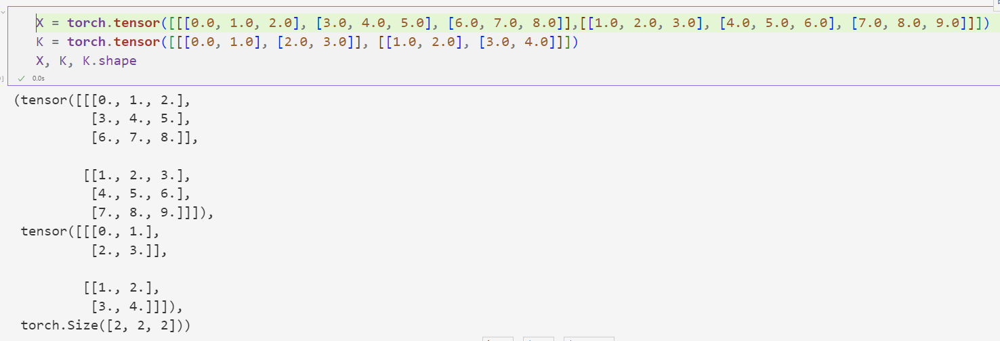 X = torch.tensor([[[0.0, 1.0, 2.0], [3.0, 4.0, 5.0], [6.0, 7.0, 8.0]],[[1.0, 2.0, 3.0], [4.0, 5.0, 6.0], [7.0, 8.0, 9.0]]])
K = torch.tensor([[[0.0, 1.0], [2.0, 3.0]], [[1.0, 2.0], [3.0, 4.0]]])
X, K, K.shape
0.0s
(tensor([[[0., 1., 2.],
[3., 4., 5.],
[6., 7., 8.]],
[[1., 2., 3.],
[4., 5., 6.],
[7., 8., 9.]]]),
tensor([[[0., 1.],
[2., 3.]],
[[1., 2.],
[3., 4.]]]),
torch.Size([2, 2, 2]))